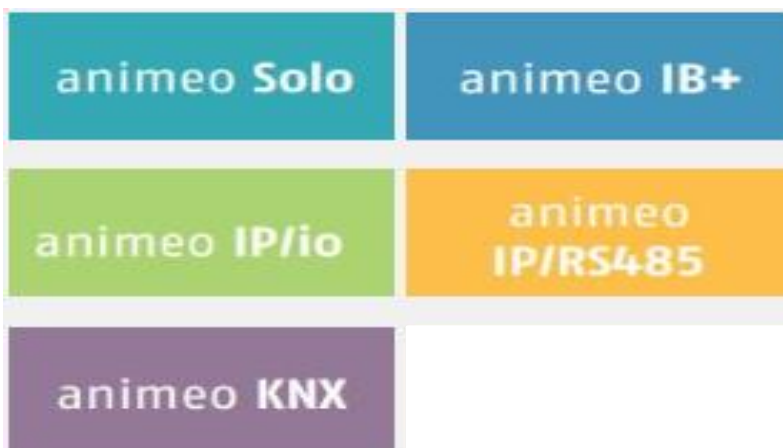 animeo Solo
animeo IB+
animeo IP/io
animeo
IP/RS485
animeo KNX